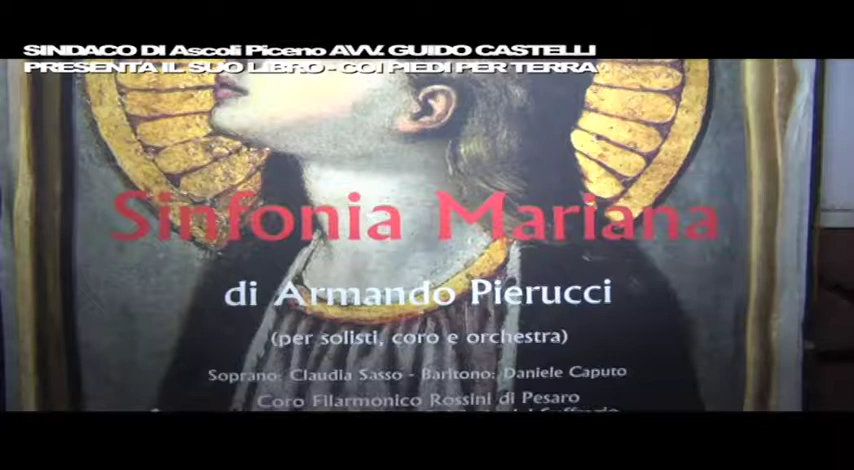 SINDACO DI Ascoli Piceno AVV. GUIDO CASTELLI
PRESENTA IL SUO LIBRO - COI PIEDI PER TERRA
Sinfonia Mariana
di Armando Pierucci
(per solisti, coro e orchestra)
Soprano: Claudia Sasso - Baritono: Daniele Caputo
Coro Filarmonico Rossini di Pesaro